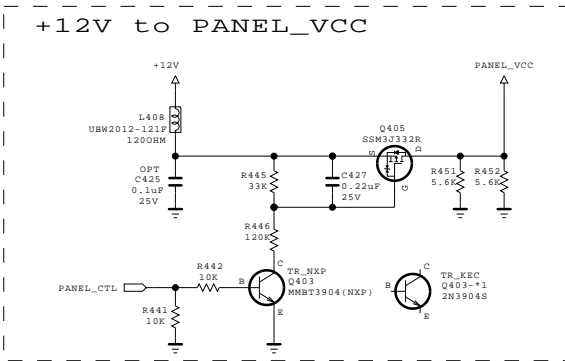 +12V to PANEL_VCC
+12V
PANEL_VCC
L408
UBW2012-121F
120OHM
Q405
SSM3J332R
S
D
G
OPT
C425
0.1uF
25V
R445
33K
C427
0.22uF
25V
R451
5.6K
R452
5.6K
R446
120K
PANEL_CTL
R442
10K
R441
10K
B
C
E
TR_NXP
Q403
MMBT3904(NXP)
B
C
E
TR_KEC
Q403-*1
2N3904S